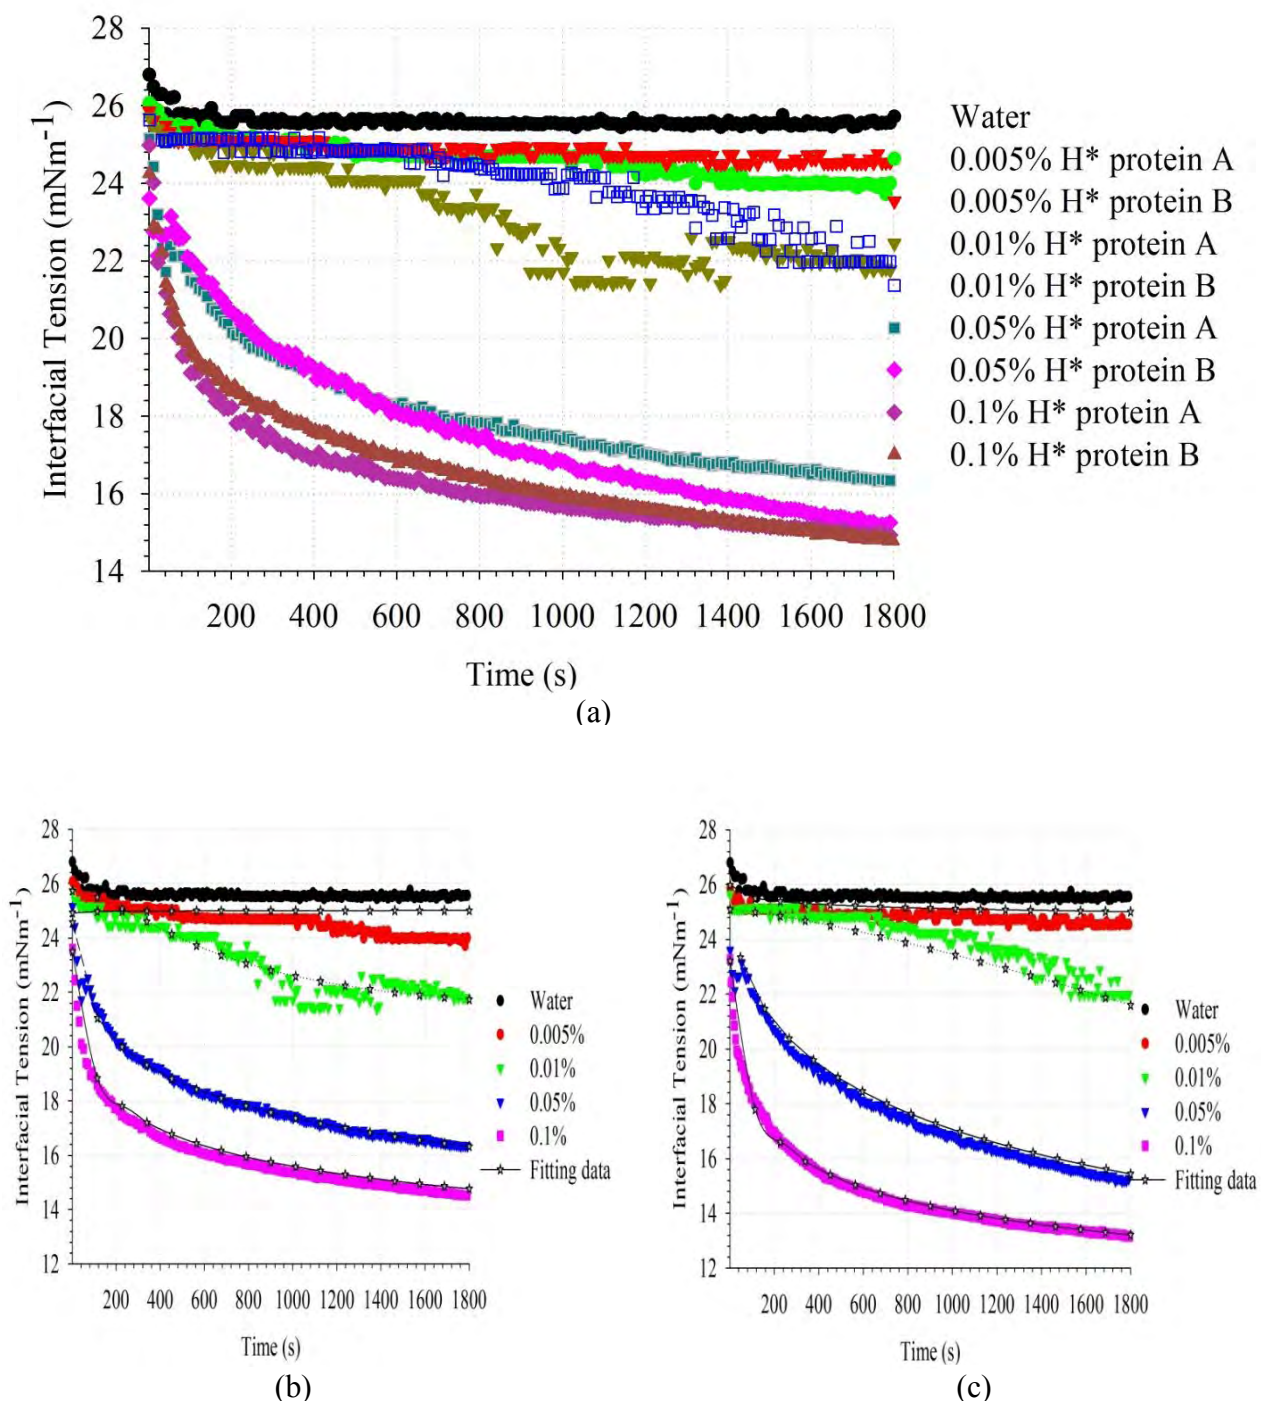 28
26
24
22
20
18
16
14
Interfacial Tension (mNm-1)
200 400 600 800 1000 1200 1400 1600 1800
Time (s)
Water
0.005% H* protein A
0.005% H* protein B
0.01% H* protein A
0.01% H* protein B
0.05% H* protein A
0.05% H* protein B
0.1% H* protein A
0.1% H* protein B
(a)
28
26
24
22
20
18
16
14
12
Interfacial Tension (mNm-1)
200 400 600 800 1000 1200 1400 1600 1800
Time (s)
Water
0.005%
0.01%
0.05%
0.1%
Fitting data
(b)
28
26
24
22
20
18
16
14
12
Interfacial Tension (mNm-1)
200 400 600 800 1000 1200 1400 1600 1800
Time (s)
Water
0.005%
0.01%
0.05%
0.1%
Fitting data
(c)